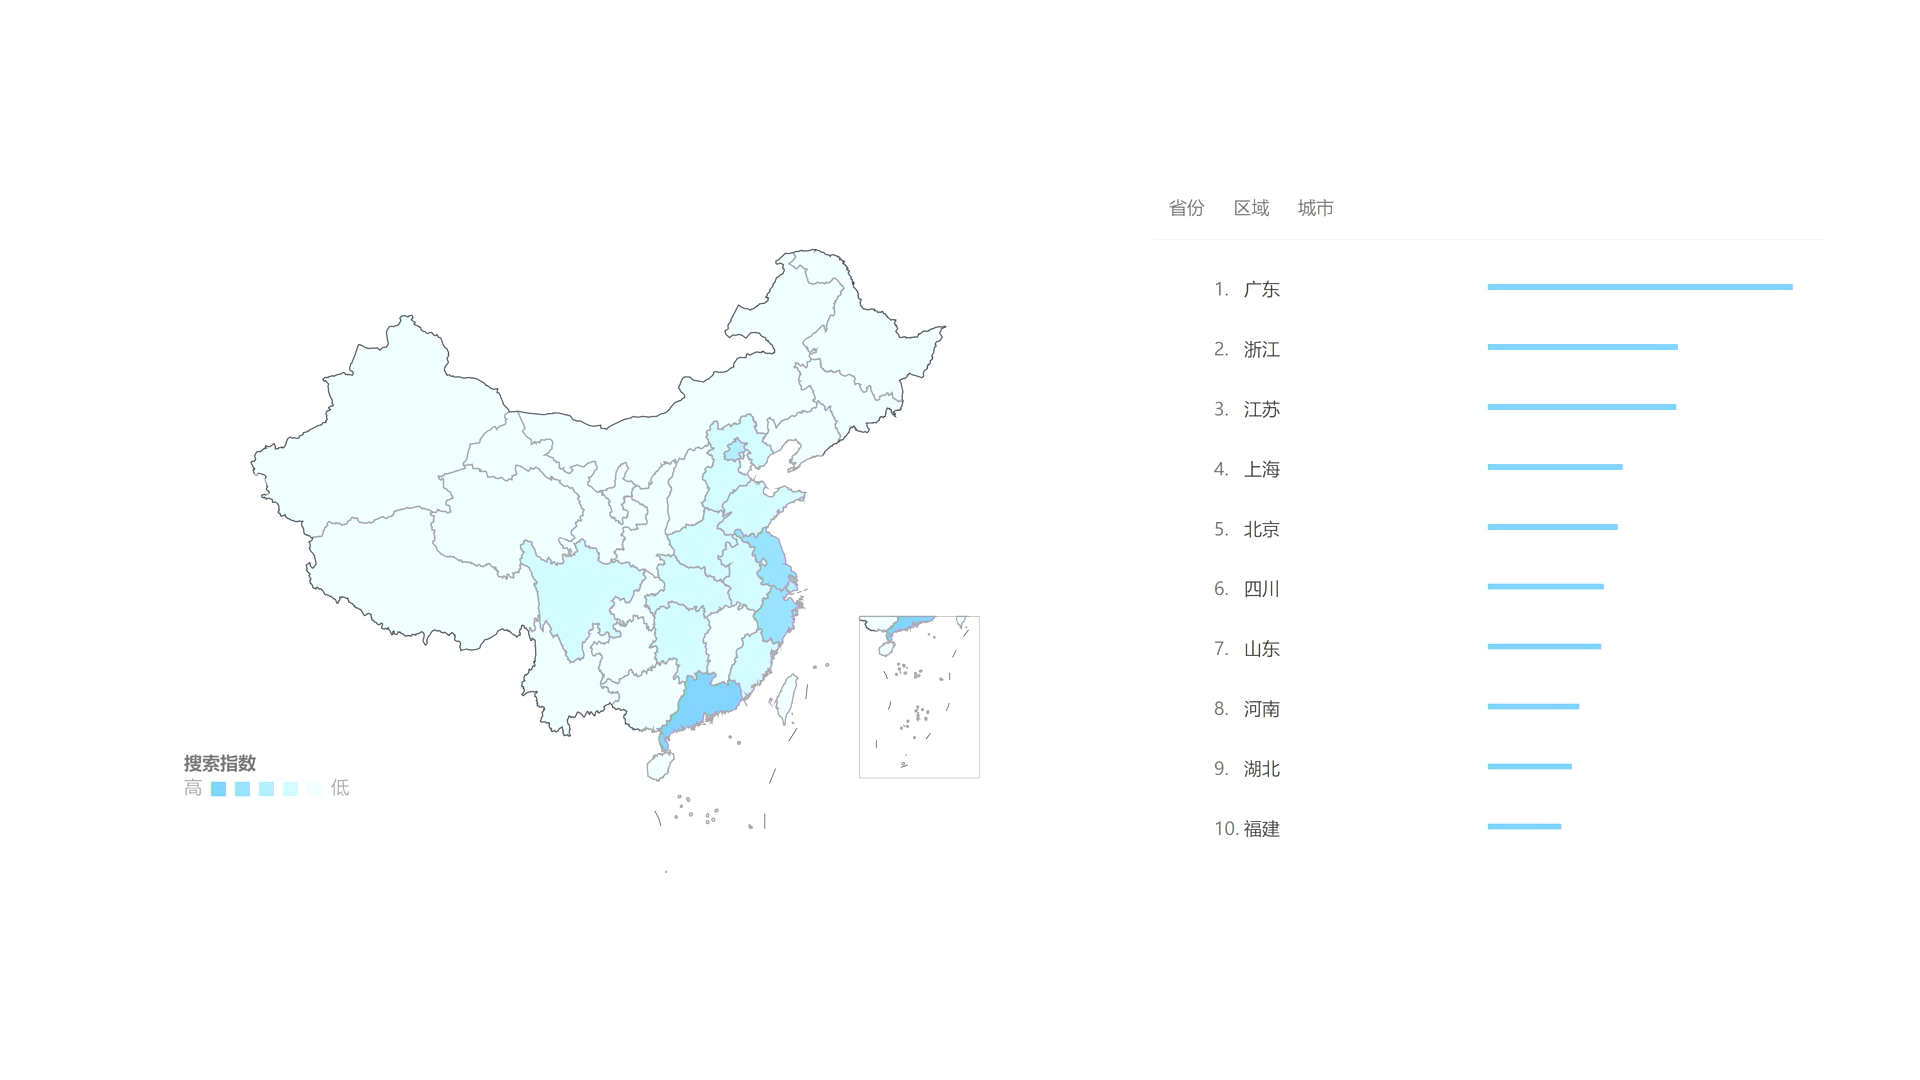 省份 区域 城市
1. 广东
2. 浙江
3. 江苏
4. 上海
5. 北京
6. 四川
7. 山东
8. 河南
9. 湖北
10. 福建
搜索指数
高 低